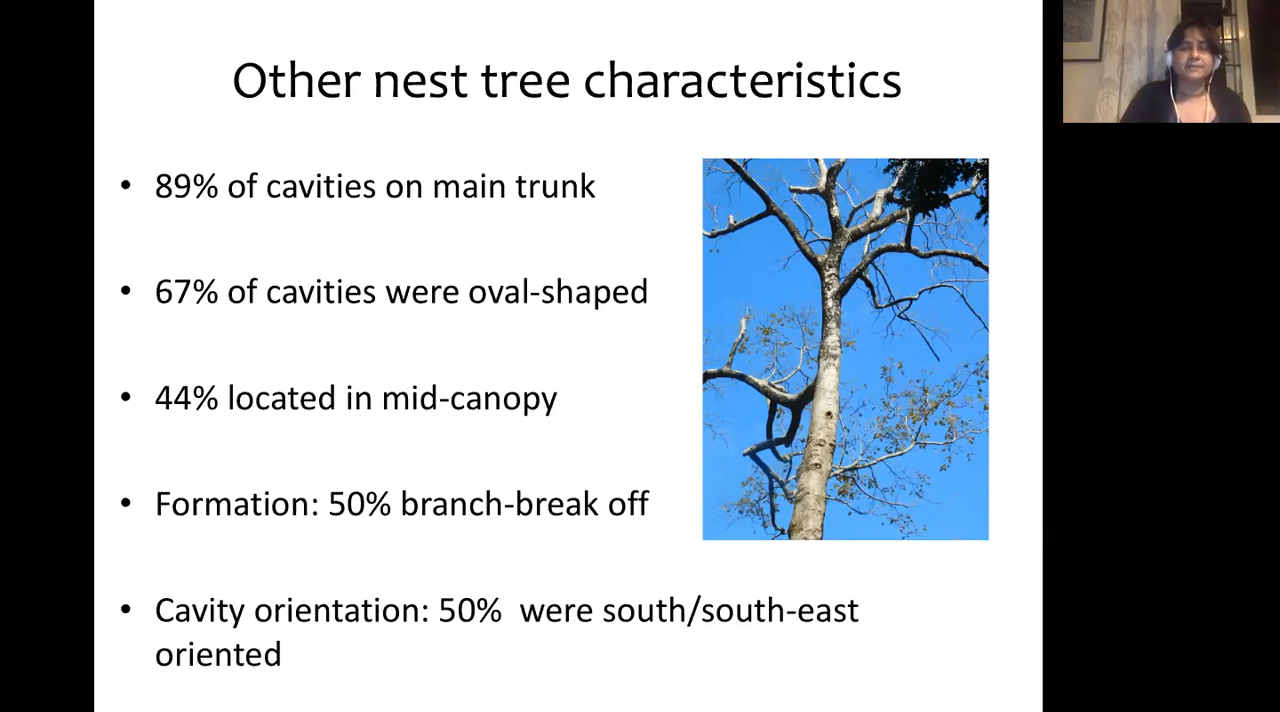 Other nest tree characteristics
• 89% of cavities on main trunk
• 67% of cavities were oval-shaped
• 44% located in mid-canopy
• Formation: 50% branch-break off
• Cavity orientation: 50%  were south/south-east
oriented